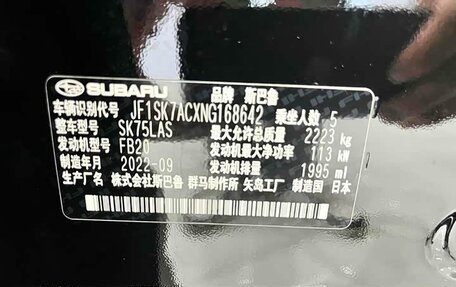 SUBARU 品牌 斯巴鲁
车辆识别代号 JF1SK7ACXNG168642 乘坐人数 5
整车型号 SK75LAS 最大允许总质量 2223 kg
发动机型号 FB20 发动机最大净功率 113 kW
制造年月 2022-09 发动机排量 1995 ml
生产厂名 株式会社斯巴鲁 群马制作所 矢岛工厂 制造国 日本